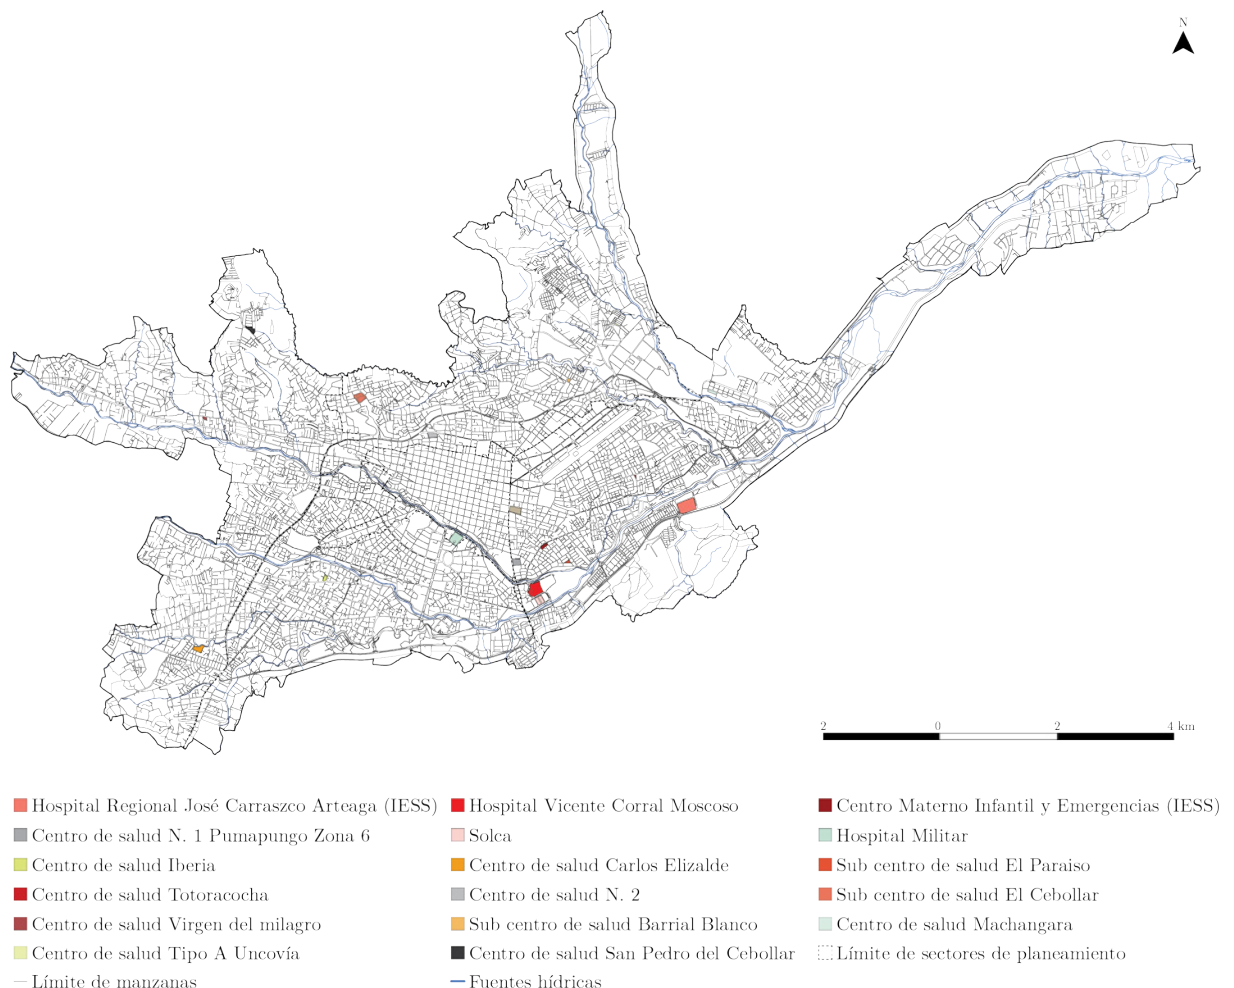 N
2 0 2 4 km
Hospital Regional José Carraszco Arteaga (IESS) Hospital Vicente Corral Moscoso Centro Materno Infantil y Emergencias (IESS)
Centro de salud N. 1 Pumapungo Zona 6 Solca Hospital Militar
Centro de salud Iberia Centro de salud Carlos Elizalde Sub centro de salud El Paraiso
Centro de salud Totoracocha Centro de salud N. 2 Sub centro de salud El Cebollar
Centro de salud Virgen del milagro Sub centro de salud Barrial Blanco Centro de salud Machangara
Centro de salud Tipo A Uncovía Centro de salud San Pedro del Cebollar Límite de sectores de planeamiento
Límite de manzanas Fuentes hídricas